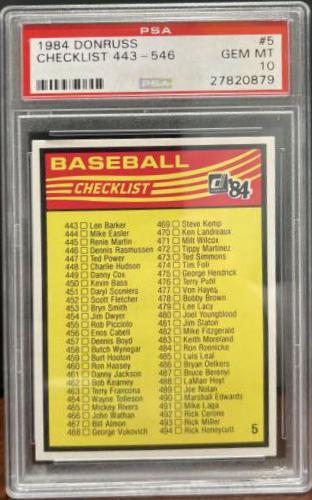 PSA
1984 DONRUSS #5
CHECKLIST 443-546 GEM MT
10
27820879
PSA
BASEBALL
CHECKLIST
'84
443 Len Barker
444 Mike Easler
445 Renie Martin
446 Dennis Rasmussen
447 Ted Power
448 Charlie Hudson
449 Danny Cox
450 Kevin Bass
451 Daryl Sconiers
452 Scott Fletcher
453 Bryn Smith
454 Jim Dwyer
455 Rob Picciolo
456 Enos Cabell
457 Dennis Boyd
458 Butch Wynegar
459 Burt Hooton
460 Ron Hassey
461 Danny Jackson
462 Bob Kearney
463 Terry Francona
464 Wayne Tolleson
465 Mickey Rivers
466 John Wathan
467 Bill Almon
468 George Vukovich
469 Steve Kemp
470 Ken Landreaux
471 Milt Wilcox
472 Tippy Martinez
473 Ted Simmons
474 Tim Foli
475 George Hendrick
476 Terry Puhl
477 Von Hayes
478 Bobby Brown
479 Lee Lacy
480 Joel Youngblood
481 Jim Slaton
482 Mike Fitzgerald
483 Keith Moreland
484 Ron Roenicke
485 Luis Leal
486 Bryan Oelkers
487 Bruce Berenyi
488 LaMarr Hoyt
489 Joe Nolan
490 Marshall Edwards
491 Mike Laga
492 Rick Cerone
493 Rick Miller
494 Rick Honeycutt
5